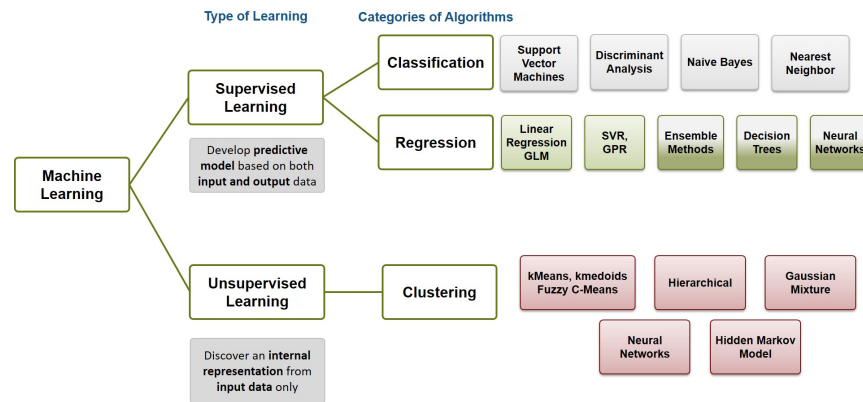 Type of Learning
Categories of Algorithms
Machine
Learning
Supervised
Learning
Develop predictive
model based on both
input and output data
Classification
Support
Vector
Machines
Discriminant
Analysis
Naive Bayes
Nearest
Neighbor
Regression
Linear
Regression
GLM
SVR,
GPR
Ensemble
Methods
Decision
Trees
Neural
Networks
Unsupervised
Learning
Discover an internal
representation from
input data only
Clustering
kMeans, kmedoids
Fuzzy C-Means
Hierarchical
Gaussian
Mixture
Neural
Networks
Hidden Markov
Model